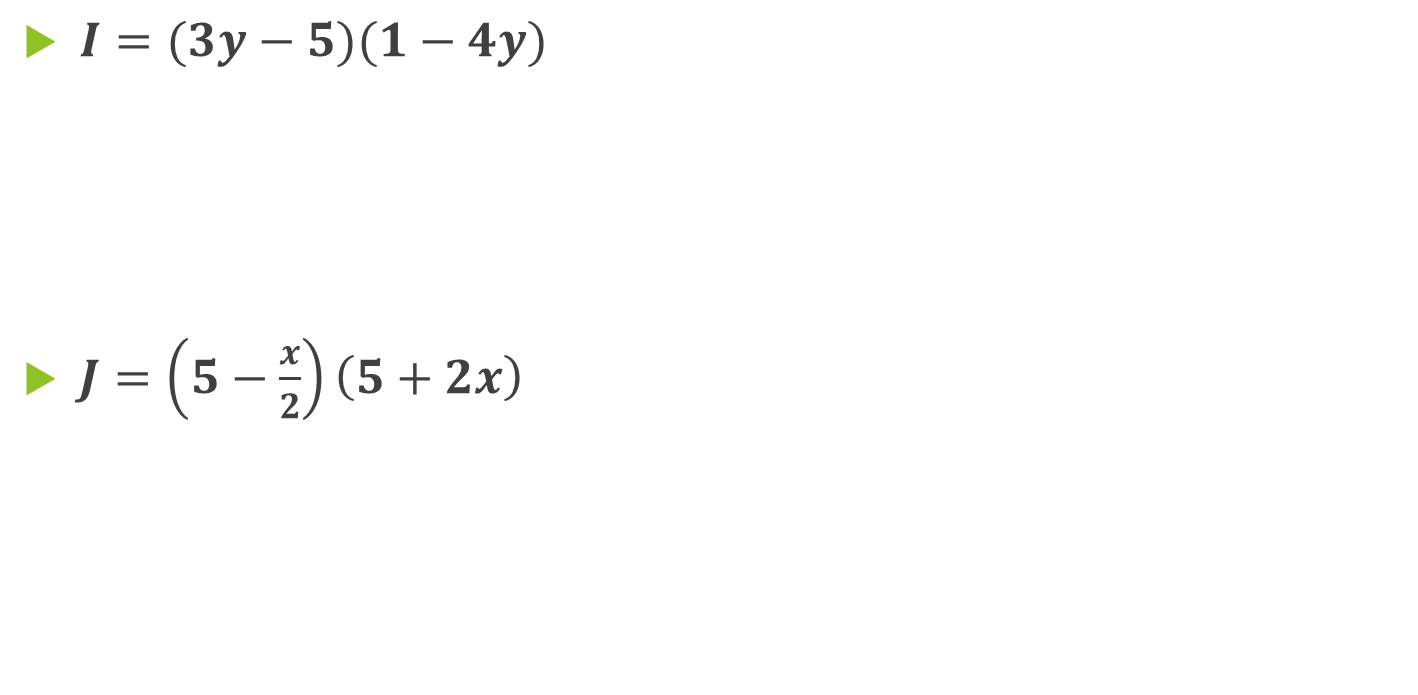 I = (3y − 5)(1 − 4y)
J = (5 − x/2)(5 + 2x)